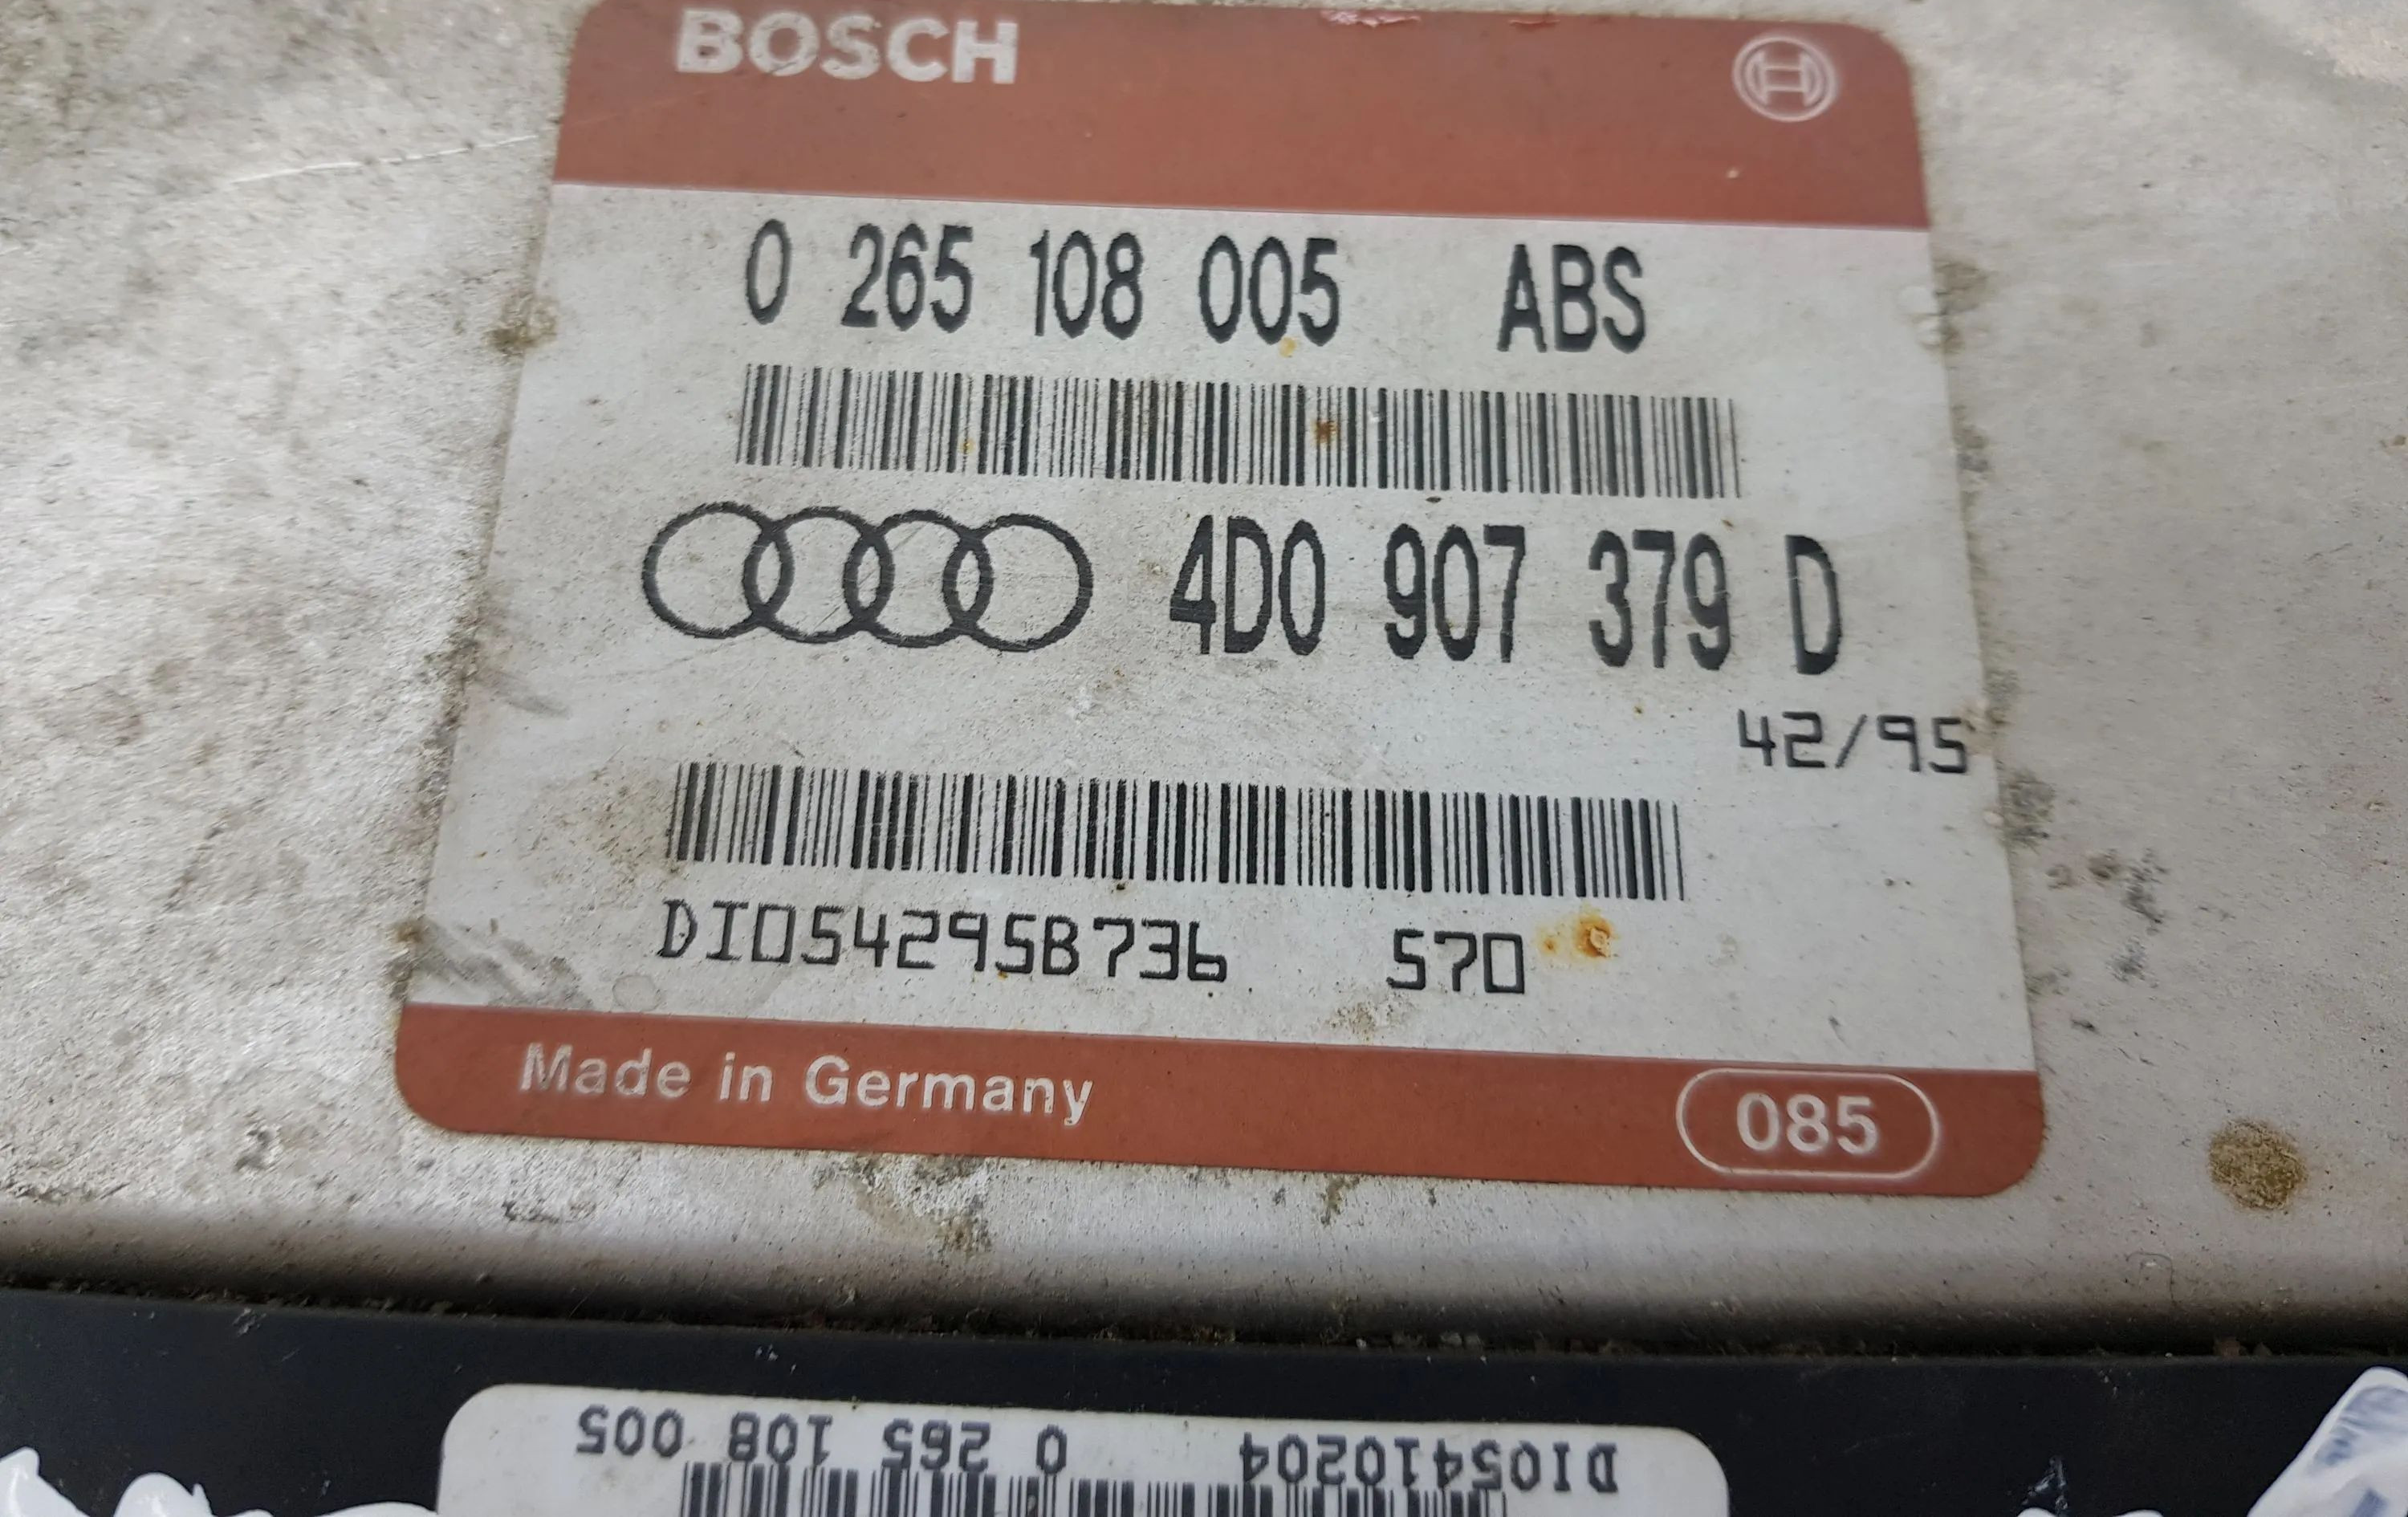 BOSCH
0 265 108 005 ABS
4D0 907 379 D
42/95
DI054295B736 570
Made in Germany 085
DI05410204 0 265 108 005